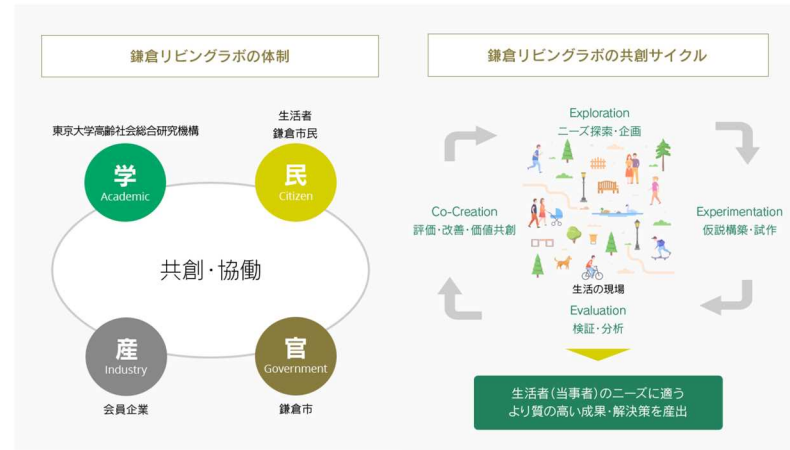 鎌倉リビングラボの体制
東京大学高齢社会総合研究機構
学
Academic
生活者
鎌倉市民
民
Citizen
共創・協働
産
Industry
会員企業
官
Government
鎌倉市
鎌倉リビングラボの共創サイクル
Exploration
ニーズ探索・企画
Experimentation
仮説構築・試作
生活の現場
Evaluation
検証・分析
Co-Creation
評価・改善・価値共創
生活者(当事者)のニーズに適う
より質の高い成果・解決策を産出